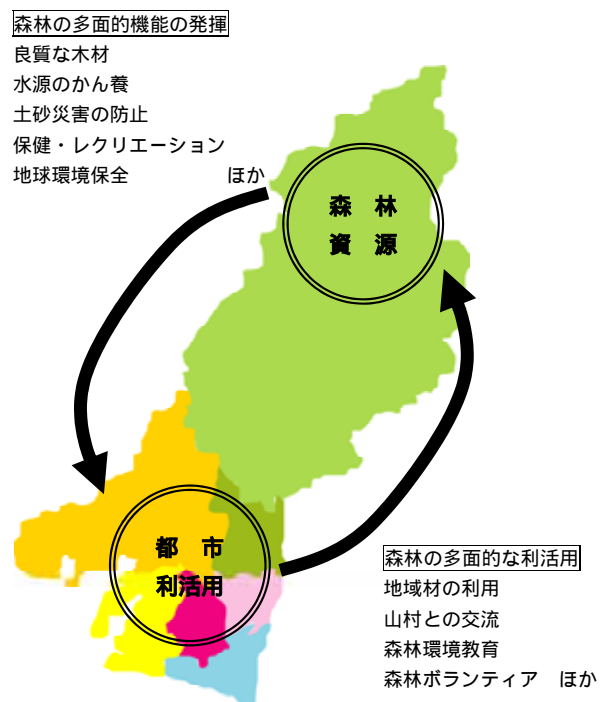 森林の多面的機能の発揮
良質な木材
水源のかん養
土砂災害の防止
保健・レクリエーション
地球環境保全　ほか
森　林
資　源
都　市
利活用
森林の多面的な利活用
地域材の利用
山村との交流
森林環境教育
森林ボランティア　ほか